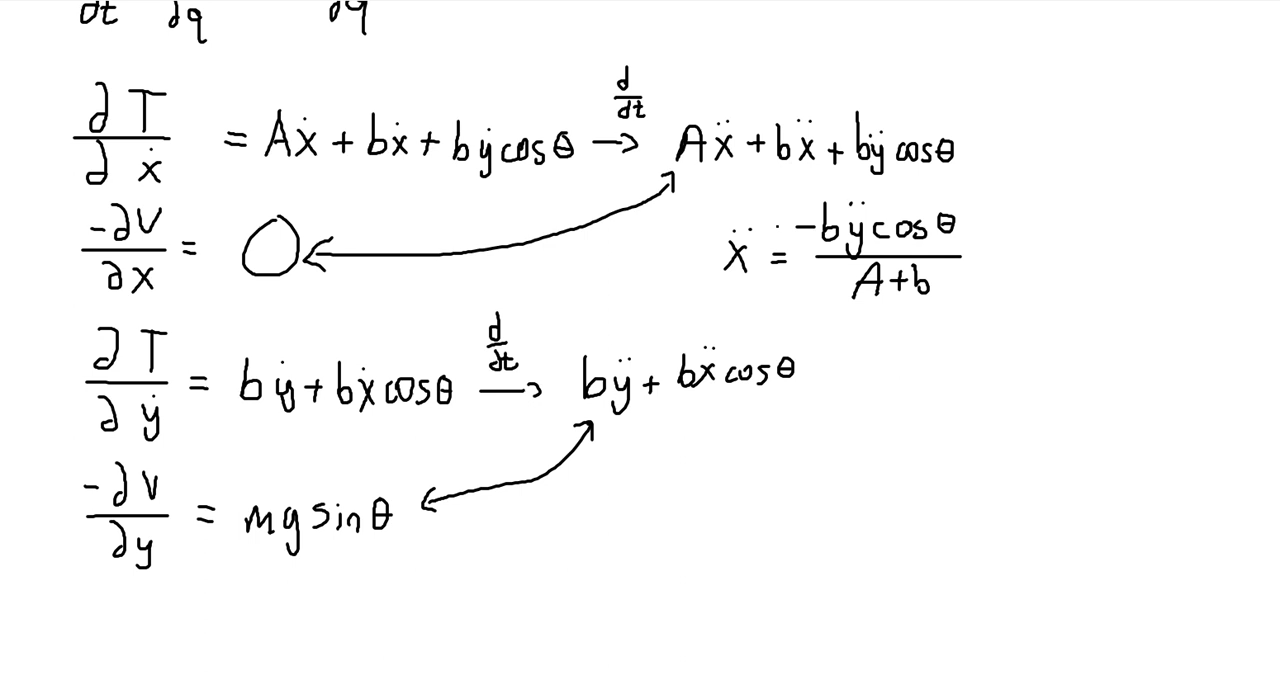 ∂t ∂q ∂q
∂T/∂ẋ = Aẋ + bẋ + bẏcosθ d/dt → Aẍ + bẍ + bÿcosθ
-∂V/∂x = 0 ẍ = -bÿcosθ/A+b
∂T/∂ẏ = bẏ + bẋcosθ d/dt → bÿ + bẍcosθ
-∂V/∂y = mgsinθ